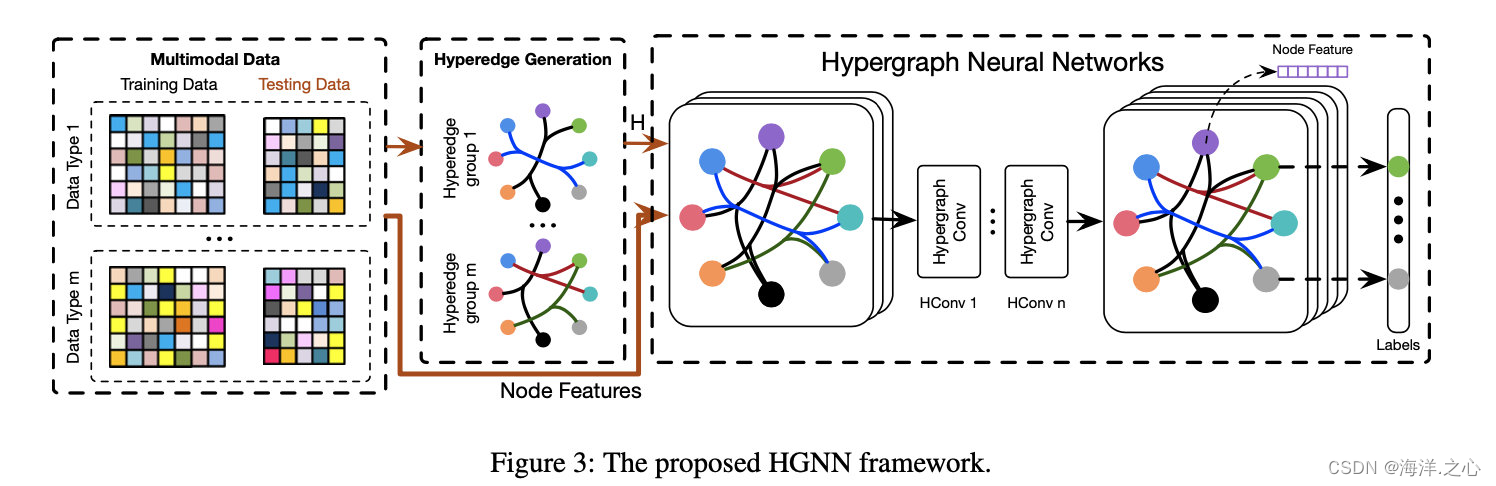 Multimodal Data
Training Data
Testing Data
Data Type 1
...
Data Type m
Hyperedge Generation
Hyperedge
group 1
...
Hyperedge
group m
H
Node Features
Hypergraph Neural Networks
Hypergraph
Conv
HConv 1
Hypergraph
Conv
HConv n
Node Feature
Labels
Figure 3: The proposed HGNN framework.
CSDN @海洋.之心